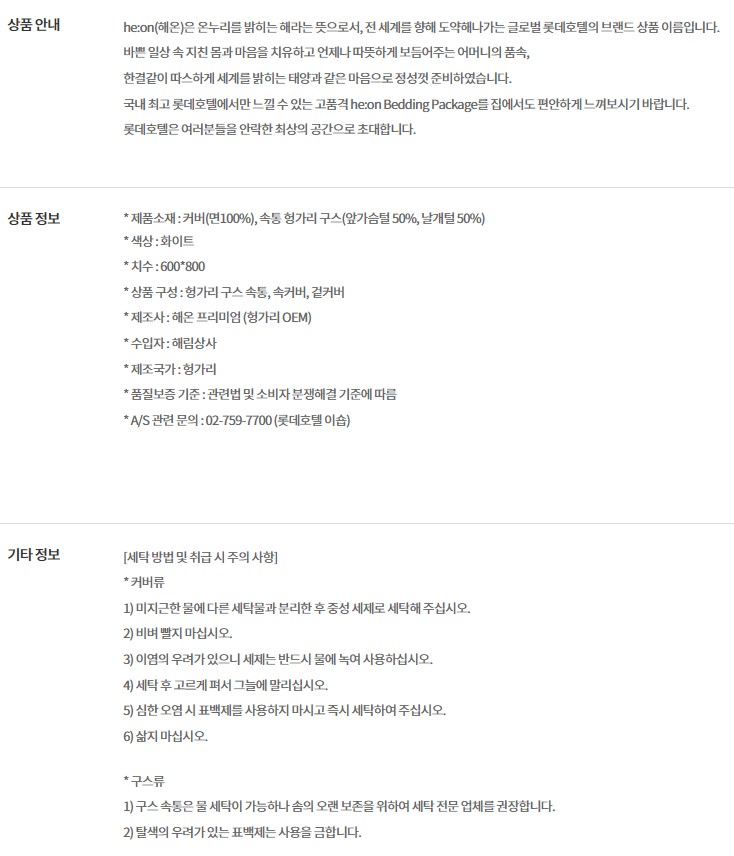 상품 안내
he:on(해온)은 온누리를 밝히는 해라는 뜻으로서, 전 세계를 향해 도약해나가는 글로벌 롯데호텔의 브랜드 상품 이름입니다.
바쁜 일상 속 지친 몸과 마음을 치유하고 언제나 따뜻하게 보듬어주는 어머니의 품속,
한결같이 따스하게 세계를 밝히는 태양과 같은 마음으로 정성껏 준비하였습니다.
국내 최고 롯데호텔에서만 느낄 수 있는 고품격 he:on Bedding Package를 집에서도 편안하게 느껴보시기 바랍니다.
롯데호텔은 여러분들을 안락한 최상의 공간으로 초대합니다.
상품 정보
* 제품소재 : 커버(면100%), 속통 헝가리 구스(앞가슴털 50%, 날개털 50%)
* 색상 : 화이트
* 치수 : 600*800
* 상품 구성 : 헝가리 구스 속통, 속커버, 겉커버
* 제조사 : 해온 프리미엄 (헝가리 OEM)
* 수입자 : 해림상사
* 제조국가 : 헝가리
* 품질보증 기준 : 관련법 및 소비자 분쟁해결 기준에 따름
* A/S 관련 문의 : 02-759-7700 (롯데호텔 이숍)
기타 정보
[세탁 방법 및 취급 시 주의 사항]
* 커버류
1) 미지근한 물에 다른 세탁물과 분리한 후 중성 세제로 세탁해 주십시오.
2) 비벼 빨지 마십시오.
3) 이염의 우려가 있으니 세제는 반드시 물에 녹여 사용하십시오.
4) 세탁 후 고르게 펴서 그늘에 말리십시오.
5) 심한 오염 시 표백제를 사용하지 마시고 즉시 세탁하여 주십시오.
6) 삶지 마십시오.
* 구스류
1) 구스 속통은 물 세탁이 가능하나 솜의 오랜 보존을 위하여 세탁 전문 업체를 권장합니다.
2) 탈색의 우려가 있는 표백제는 사용을 금합니다.